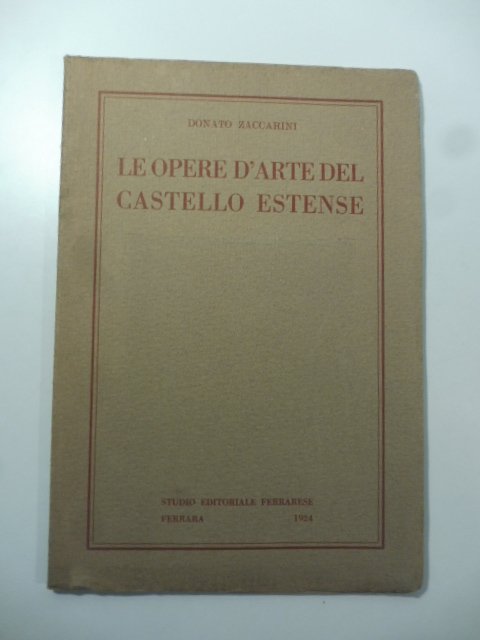 DONATO ZACCARINI
LE OPERE D'ARTE DEL
CASTELLO ESTENSE
STUDIO EDITORIALE FERRARESE
FERRARA 1924